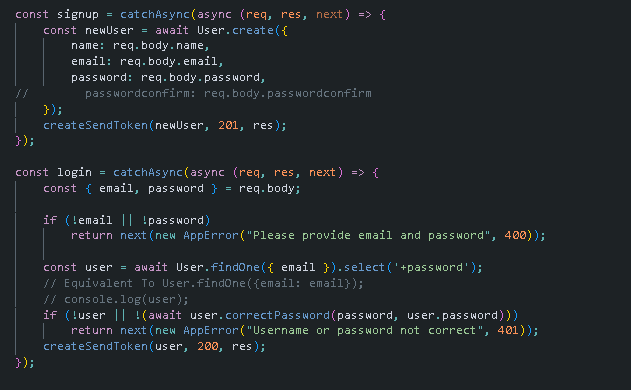 const signup = catchAsync(async (req, res, next) => {
    const newUser = await User.create({
        name: req.body.name,
        email: req.body.email,
        password: req.body.password,
//        passwordconfirm: req.body.passwordconfirm
    });
    createSendToken(newUser, 201, res);
});

const login = catchAsync(async (req, res, next) => {
    const { email, password } = req.body;

    if (!email || !password)
        return next(new AppError("Please provide email and password", 400));

    const user = await User.findOne({ email }).select('+password');
    // Equivalent To User.findOne({email: email});
    // console.log(user);
    if (!user || !(await user.correctPassword(password, user.password)))
        return next(new AppError("Username or password not correct", 401));
    createSendToken(user, 200, res);
});